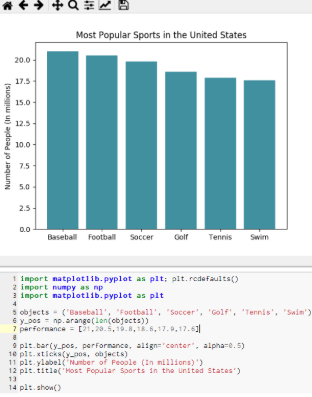 Most Popular Sports in the United States
Number of People (In millions)
20.0
17.5
15.0
12.5
10.0
7.5
5.0
2.5
0.0
Baseball Football Soccer Golf Tennis Swim
1 import matplotlib.pyplot as plt; plt.rcdefaults()
2 import numpy as np
3 import matplotlib.pyplot as plt
4
5 objects = ('Baseball', 'Football', 'Soccer', 'Golf', 'Tennis', 'Swim')
6 y_pos = np.arange(len(objects))
7 performance = [21,20.5,19.8,18.6,17.9,17.6]
8
9 plt.bar(y_pos, performance, align='center', alpha=0.5)
10 plt.xticks(y_pos, objects)
11 plt.ylabel('Number of People (In millions)')
12 plt.title('Most Popular Sports in the United States')
13
14 plt.show()